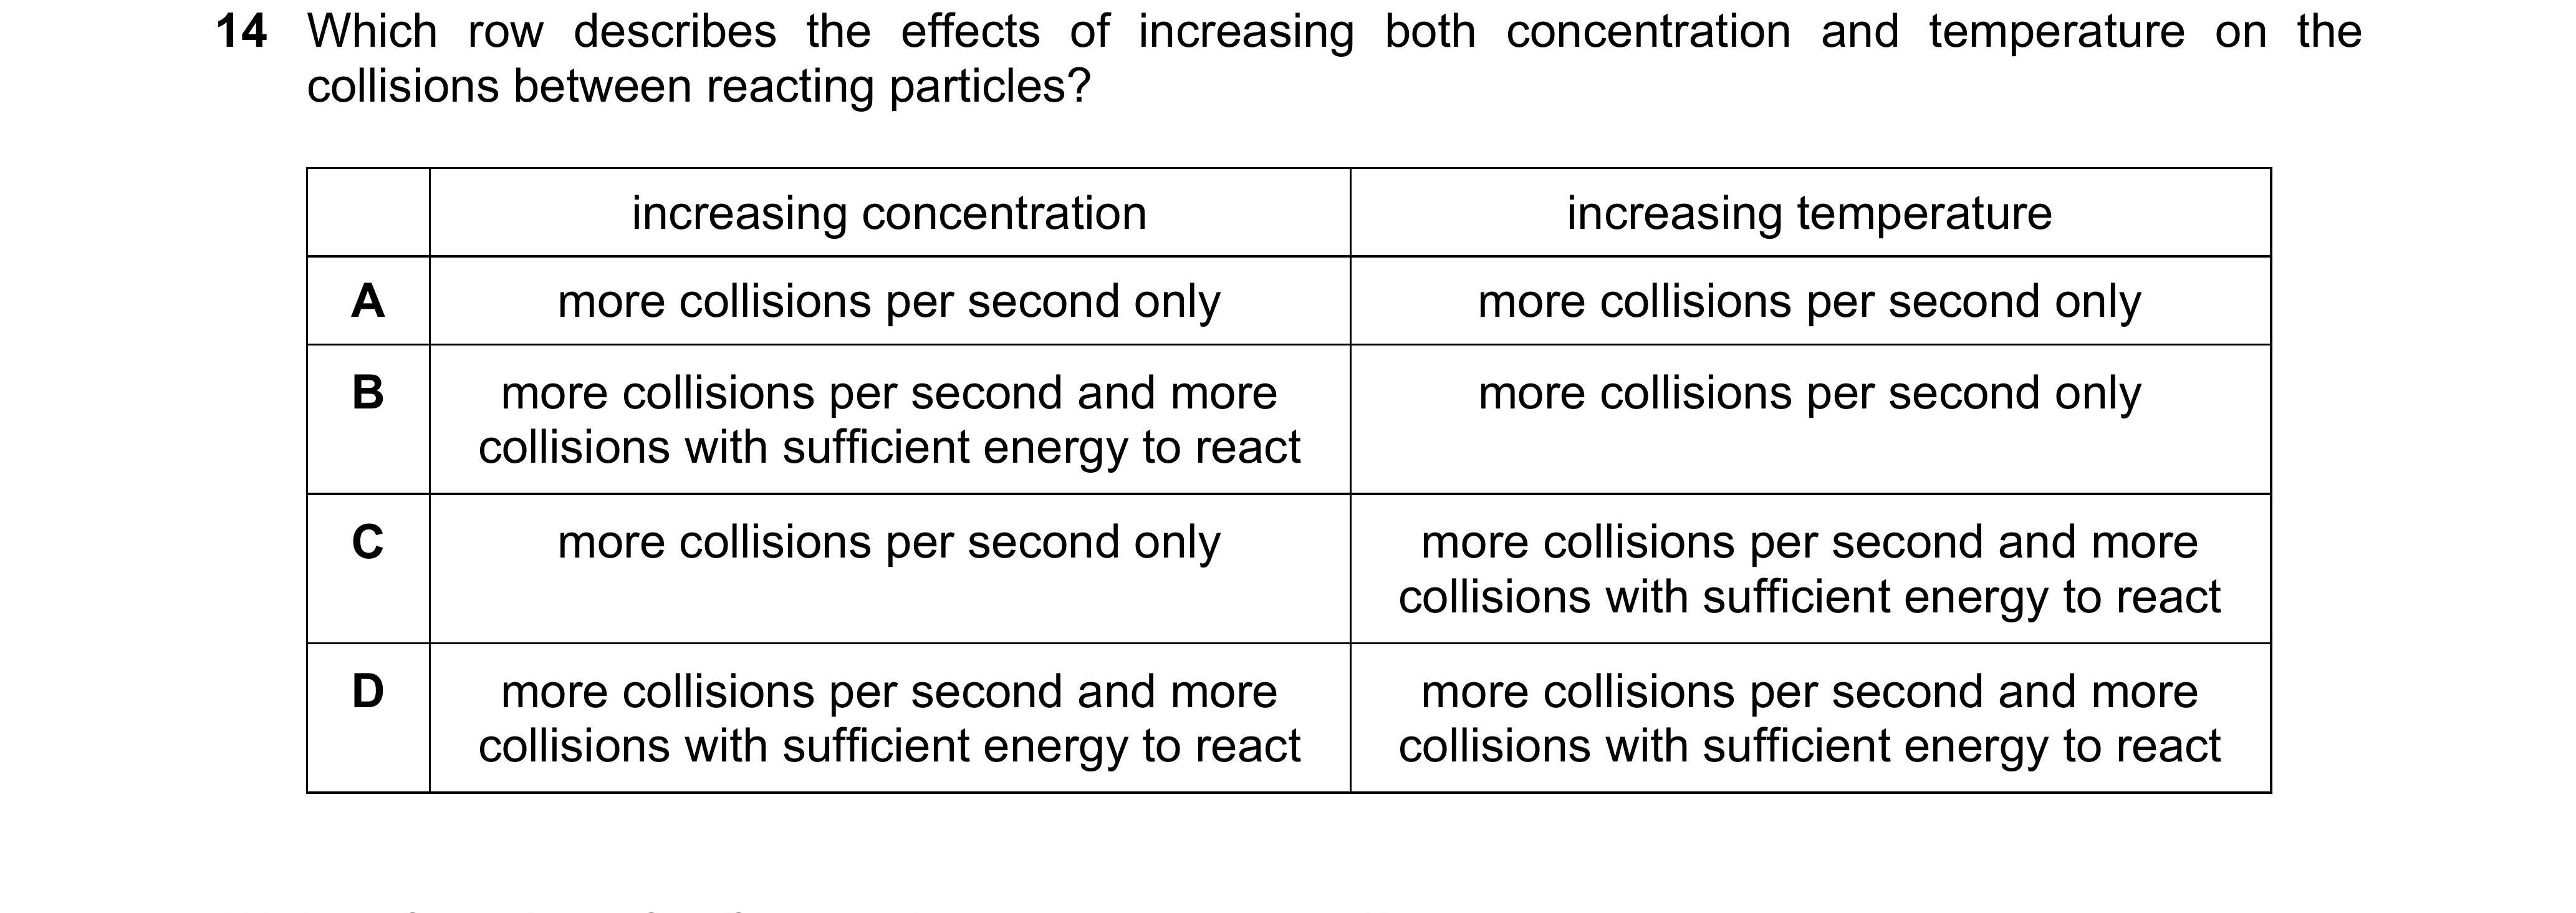 14 Which row describes the effects of increasing both concentration and temperature on the
collisions between reacting particles?
increasing concentration increasing temperature
A more collisions per second only more collisions per second only
B more collisions per second and more more collisions per second only
collisions with sufficient energy to react
C more collisions per second only more collisions per second and more
collisions with sufficient energy to react
D more collisions per second and more more collisions per second and more
collisions with sufficient energy to react collisions with sufficient energy to react